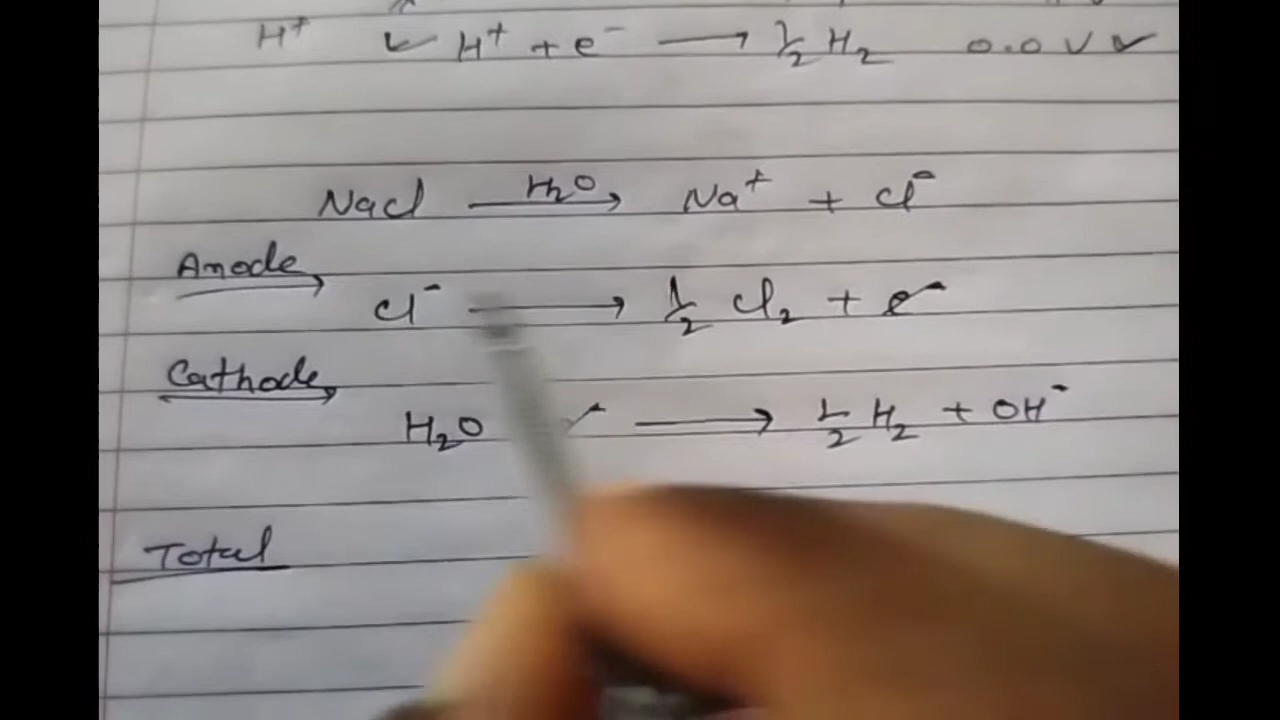 H⁺ ✓ H⁺ + e⁻ → ½ H₂ 0.0 V ✓
NaCl —H₂O→ Na⁺ + Cl⁻
Anode
Cl⁻ → ½ Cl₂ + e⁻
Cathode
H₂O → ½ H₂ + OH⁻
Total